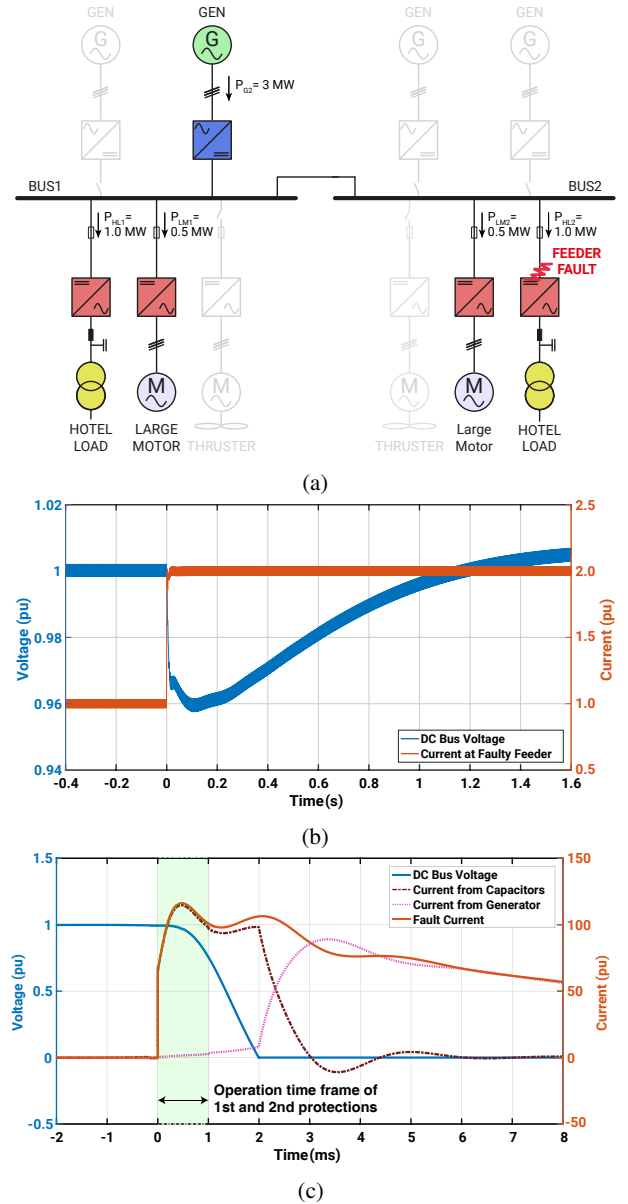 GEN GEN GEN GEN
G G G G
P_G2= 3 MW
BUS1 BUS2
P_HL1= P_LM1= P_LM2= P_HL2=
1.0 MW 0.5 MW 0.5 MW 1.0 MW
FEEDER
FAULT
M M M M
HOTEL LARGE THRUSTER THRUSTER Large HOTEL
LOAD MOTOR Motor LOAD
(a)
1.02 2.5
1 2.0
0.98 1.5
0.96 1.0
0.94 0.5
Voltage (pu)
Current (pu)
DC Bus Voltage
Current at Faulty Feeder
-0.4 -0.2 0 0.2 0.4 0.6 0.8 1.0 1.2 1.4 1.6
Time(s)
(b)
1.5 150
1 100
0.5 50
0 0
-0.5 -50
Voltage (pu)
Current (pu)
DC Bus Voltage
Current from Capacitors
Current from Generator
Fault Current
Operation time frame of
1st and 2nd protections
-2 -1 0 1 2 3 4 5 6 7 8
Time(ms)
(c)